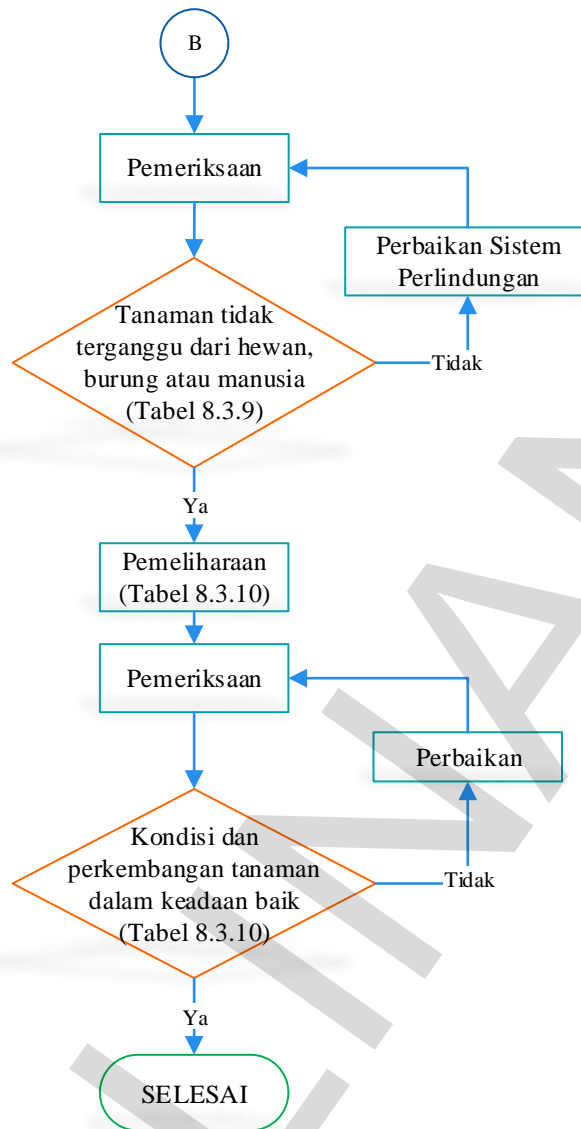 B
Pemeriksaan
Perbaikan Sistem
Perlindungan
Tanaman tidak
terganggu dari hewan,
burung atau manusia
(Tabel 8.3.9)
Tidak
Ya
Pemeliharaan
(Tabel 8.3.10)
Pemeriksaan
Perbaikan
Kondisi dan
perkembangan tanaman
dalam keadaan baik
(Tabel 8.3.10)
Tidak
Ya
SELESAI